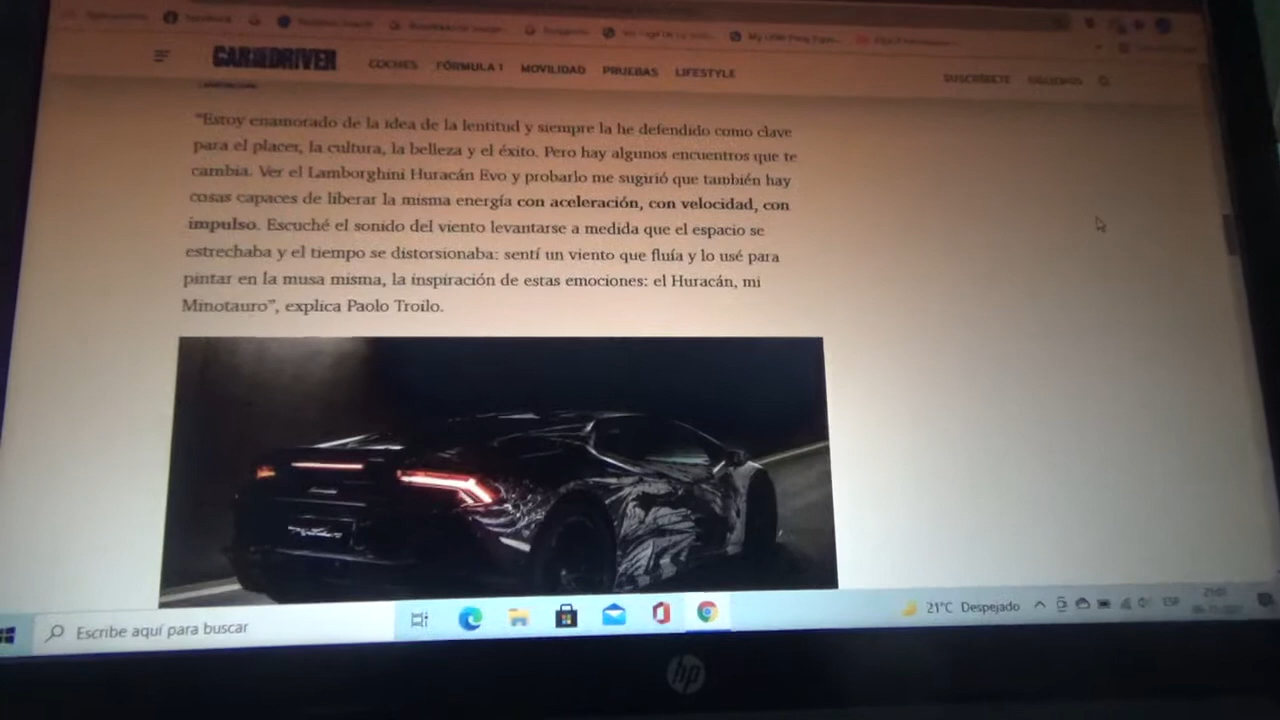 Facebook
CAR AND DRIVER
COCHES FÓRMULA 1 MOVILIDAD PRUEBAS LIFESTYLE
SUSCRÍBETE SÍGUENOS
"Estoy enamorado de la idea de la lentitud y siempre la he defendido como clave
para el placer, la cultura, la belleza y el éxito. Pero hay algunos encuentros que te
cambia. Ver el Lamborghini Huracán Evo y probarlo me sugirió que también hay
cosas capaces de liberar la misma energía con aceleración, con velocidad, con
impulso. Escuché el sonido del viento levantarse a medida que el espacio se
estrechaba y el tiempo se distorsionaba: sentí un viento que fluía y lo usé para
pintar en la musa misma, la inspiración de estas emociones: el Huracán, mi
Minotauro", explica Paolo Troilo.
Escribe aquí para buscar
21°C Despejado
ESP
hp